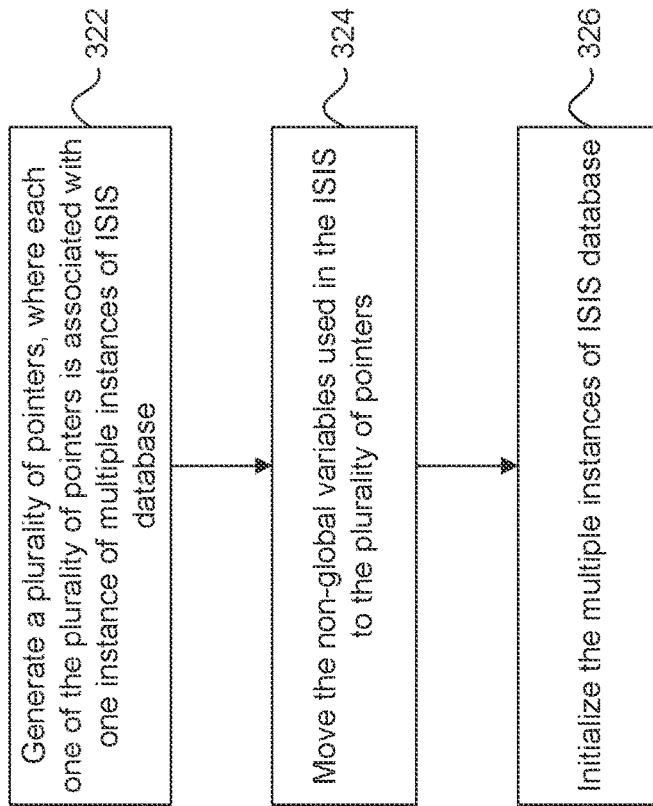 Generate a plurality of pointers, where each
one of the plurality of pointers is associated with
one instance of multiple instances of ISIS
database
322
Move the non-global variables used in the ISIS
to the plurality of pointers
324
Initialize the multiple instances of ISIS database
326